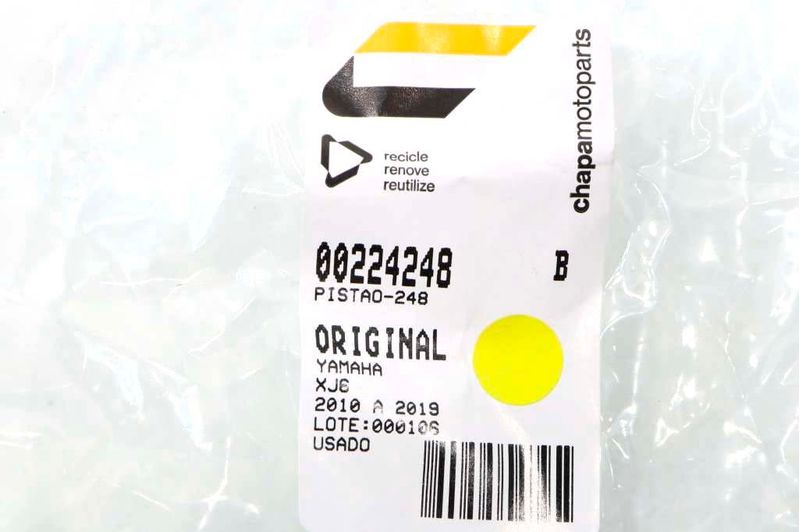 chapamotoparts
recicle
renove
reutilize
00224248 B
PISTAO-248
ORIGINAL
YAMAHA
XJ6
2010 A 2019
LOTE:000106
USADO